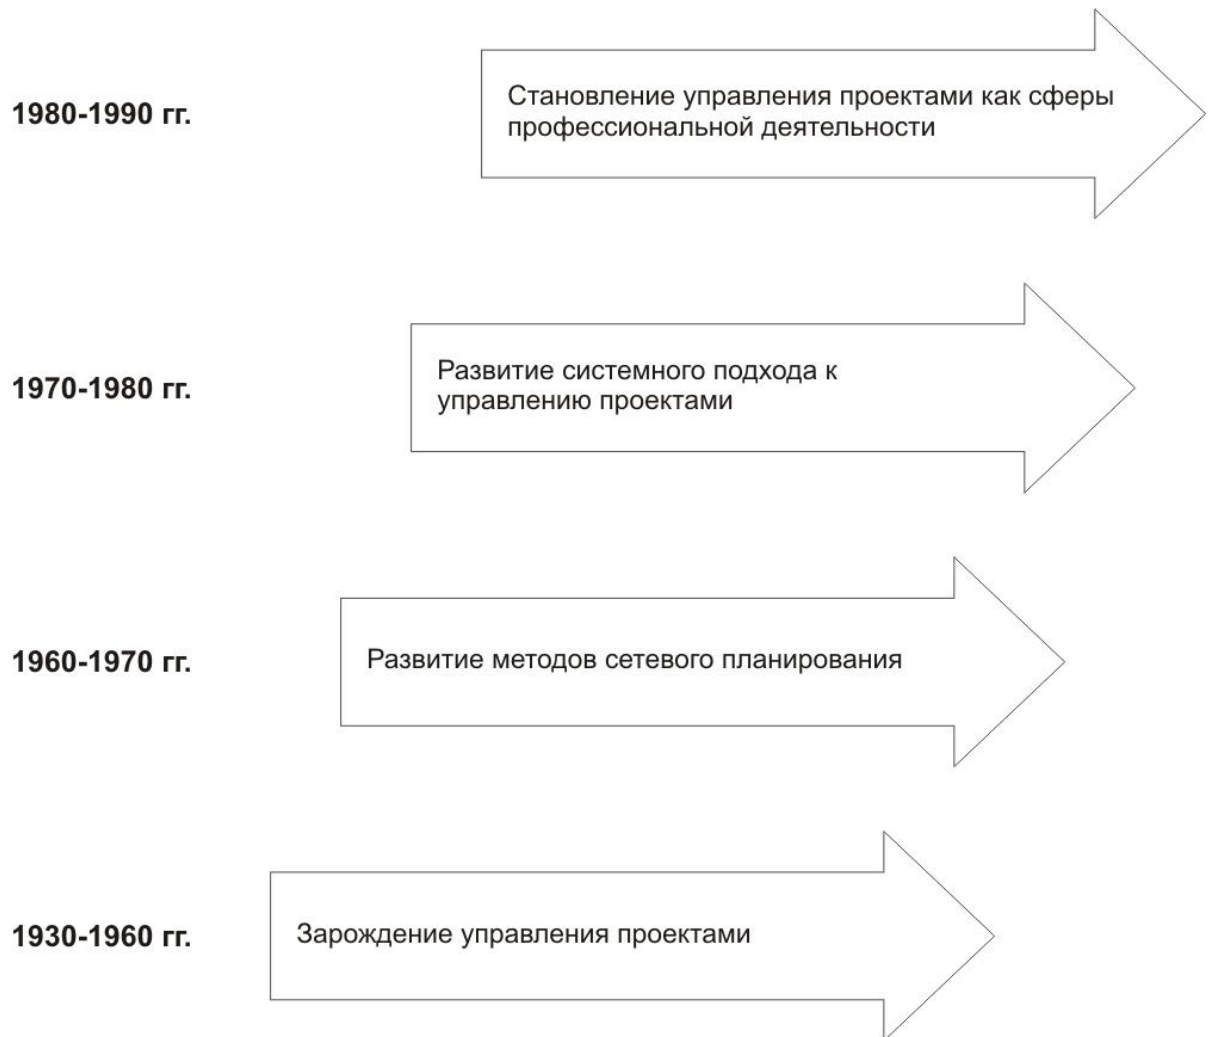 1980-1990 гг.
Становление управления проектами как сферы
профессиональной деятельности
1970-1980 гг.
Развитие системного подхода к
управлению проектами
1960-1970 гг.
Развитие методов сетевого планирования
1930-1960 гг.
Зарождение управления проектами